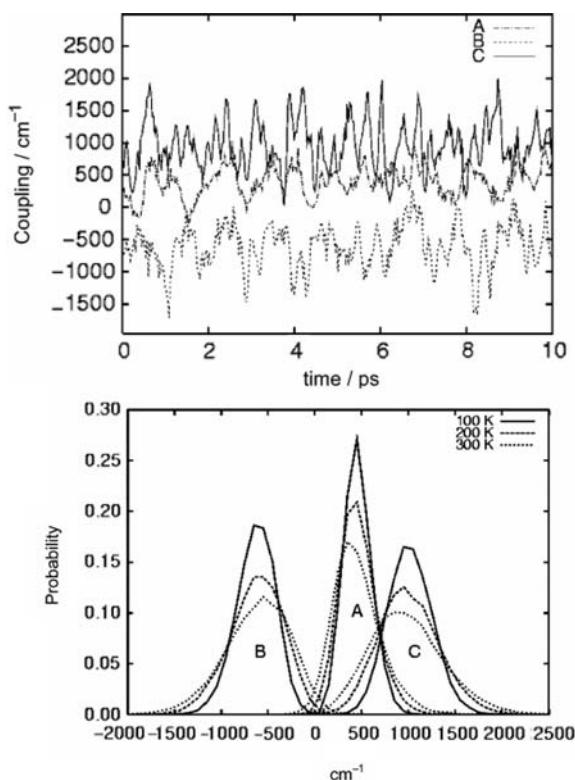 2500
2000
1500
1000
500
0
−500
−1000
−1500
Coupling / cm⁻¹
A
B
C
0 2 4 6 8 10
time / ps
0.30
0.25
0.20
0.15
0.10
0.05
0.00
Probability
100 K
200 K
300 K
B
A
C
−2000 −1500 −1000 −500 0 500 1000 1500 2000 2500
cm⁻¹